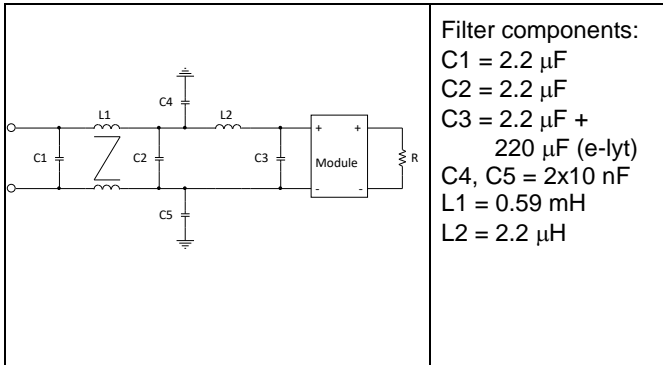 L1
C1
C2
C4
C5
L2
C3
+ +
Module
- -
R
Filter components:
C1 = 2.2 μF
C2 = 2.2 μF
C3 = 2.2 μF +
220 μF (e-lyt)
C4, C5 = 2x10 nF
L1 = 0.59 mH
L2 = 2.2 μH